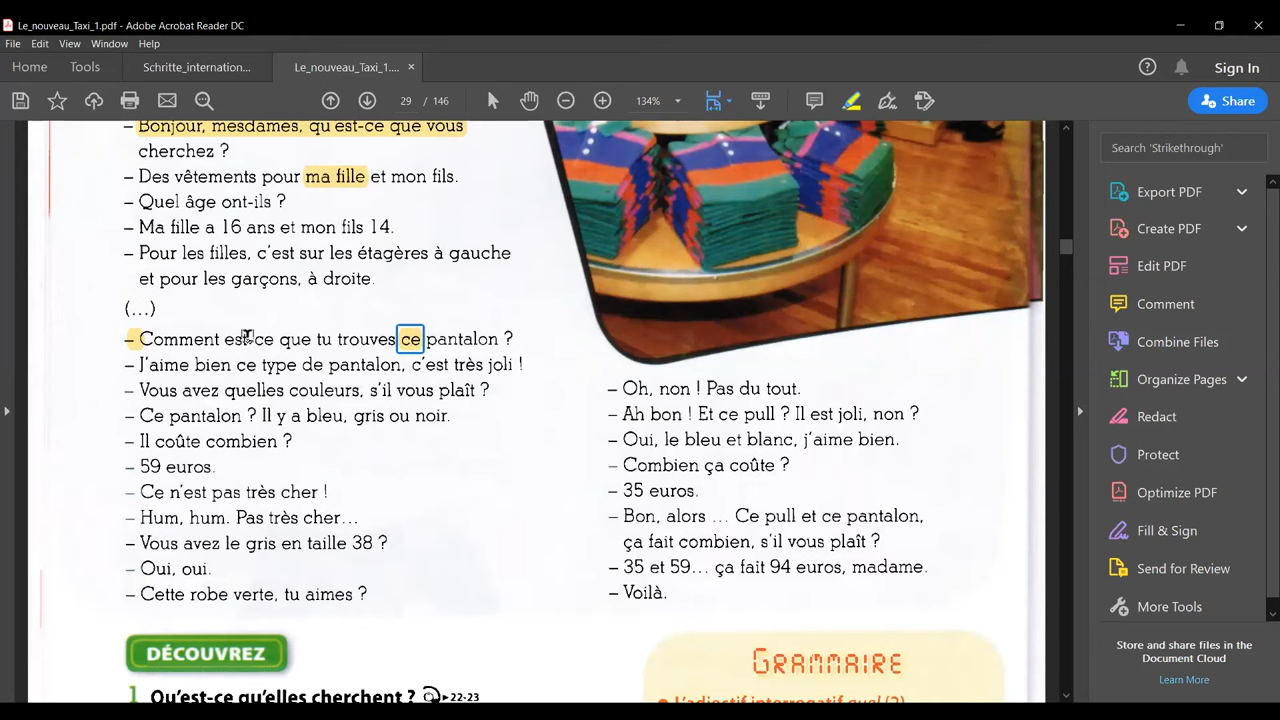 Le_nouveau_Taxi_1.pdf - Adobe Acrobat Reader DC
File Edit View Window Help
Home Tools Schritte_internation... Le_nouveau_Taxi_1.... × Sign In
29 / 146 134% Share
– Bonjour, mesdames, qu'est-ce que vous
cherchez ?
– Des vêtements pour ma fille et mon fils.
– Quel âge ont-ils ?
– Ma fille a 16 ans et mon fils 14.
– Pour les filles, c'est sur les étagères à gauche
et pour les garçons, à droite.
(...)
– Comment est-ce que tu trouves ce pantalon ?
– J'aime bien ce type de pantalon, c'est très joli !
– Vous avez quelles couleurs, s'il vous plaît ?
– Ce pantalon ? Il y a bleu, gris ou noir.
– Il coûte combien ?
– 59 euros.
– Ce n'est pas très cher !
– Hum, hum. Pas très cher...
– Vous avez le gris en taille 38 ?
– Oui, oui.
– Cette robe verte, tu aimes ?
– Oh, non ! Pas du tout.
– Ah bon ! Et ce pull ? Il est joli, non ?
– Oui, le bleu et blanc, j'aime bien.
– Combien ça coûte ?
– 35 euros.
– Bon, alors ... Ce pull et ce pantalon,
ça fait combien, s'il vous plaît ?
– 35 et 59... ça fait 94 euros, madame.
– Voilà.
DÉCOUVREZ
1 Qu'est-ce qu'elles cherchent ? ▶22-23
GRAMMAIRE
• L'adjectif interrogatif quel (2)
Search 'Strikethrough'
Export PDF
Create PDF
Edit PDF
Comment
Combine Files
Organize Pages
Redact
Protect
Optimize PDF
Fill & Sign
Send for Review
More Tools
Store and share files in the
Document Cloud
Learn More